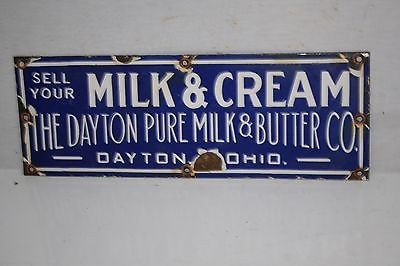 SELL YOUR MILK & CREAM
THE DAYTON PURE MILK & BUTTER CO.
— DAYTON, OHIO. —